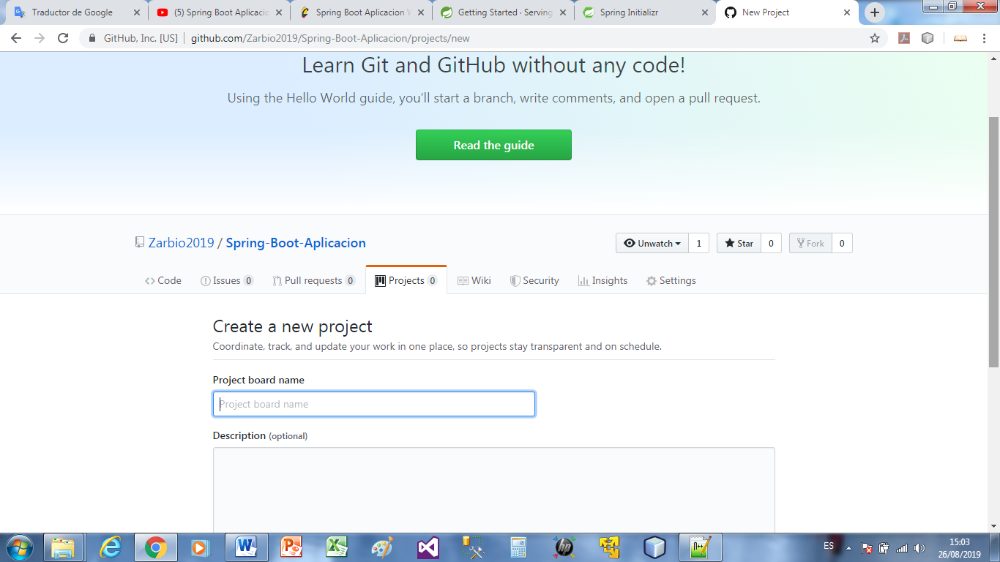 Traductor de Google
(5) Spring Boot Aplicacio
Spring Boot Aplicacion W
Getting Started · Serving
Spring Initializr
New Project
GitHub, Inc. [US]
github.com/Zarbio2019/Spring-Boot-Aplicacion/projects/new
Learn Git and GitHub without any code!
Using the Hello World guide, you’ll start a branch, write comments, and open a pull request.
Read the guide
Zarbio2019 / Spring-Boot-Aplicacion
Unwatch 1 Star 0 Fork 0
Code Issues 0 Pull requests 0 Projects 0 Wiki Security Insights Settings
Create a new project
Coordinate, track, and update your work in one place, so projects stay transparent and on schedule.
Project board name
Project board name
Description (optional)
ES
15:03
26/08/2019